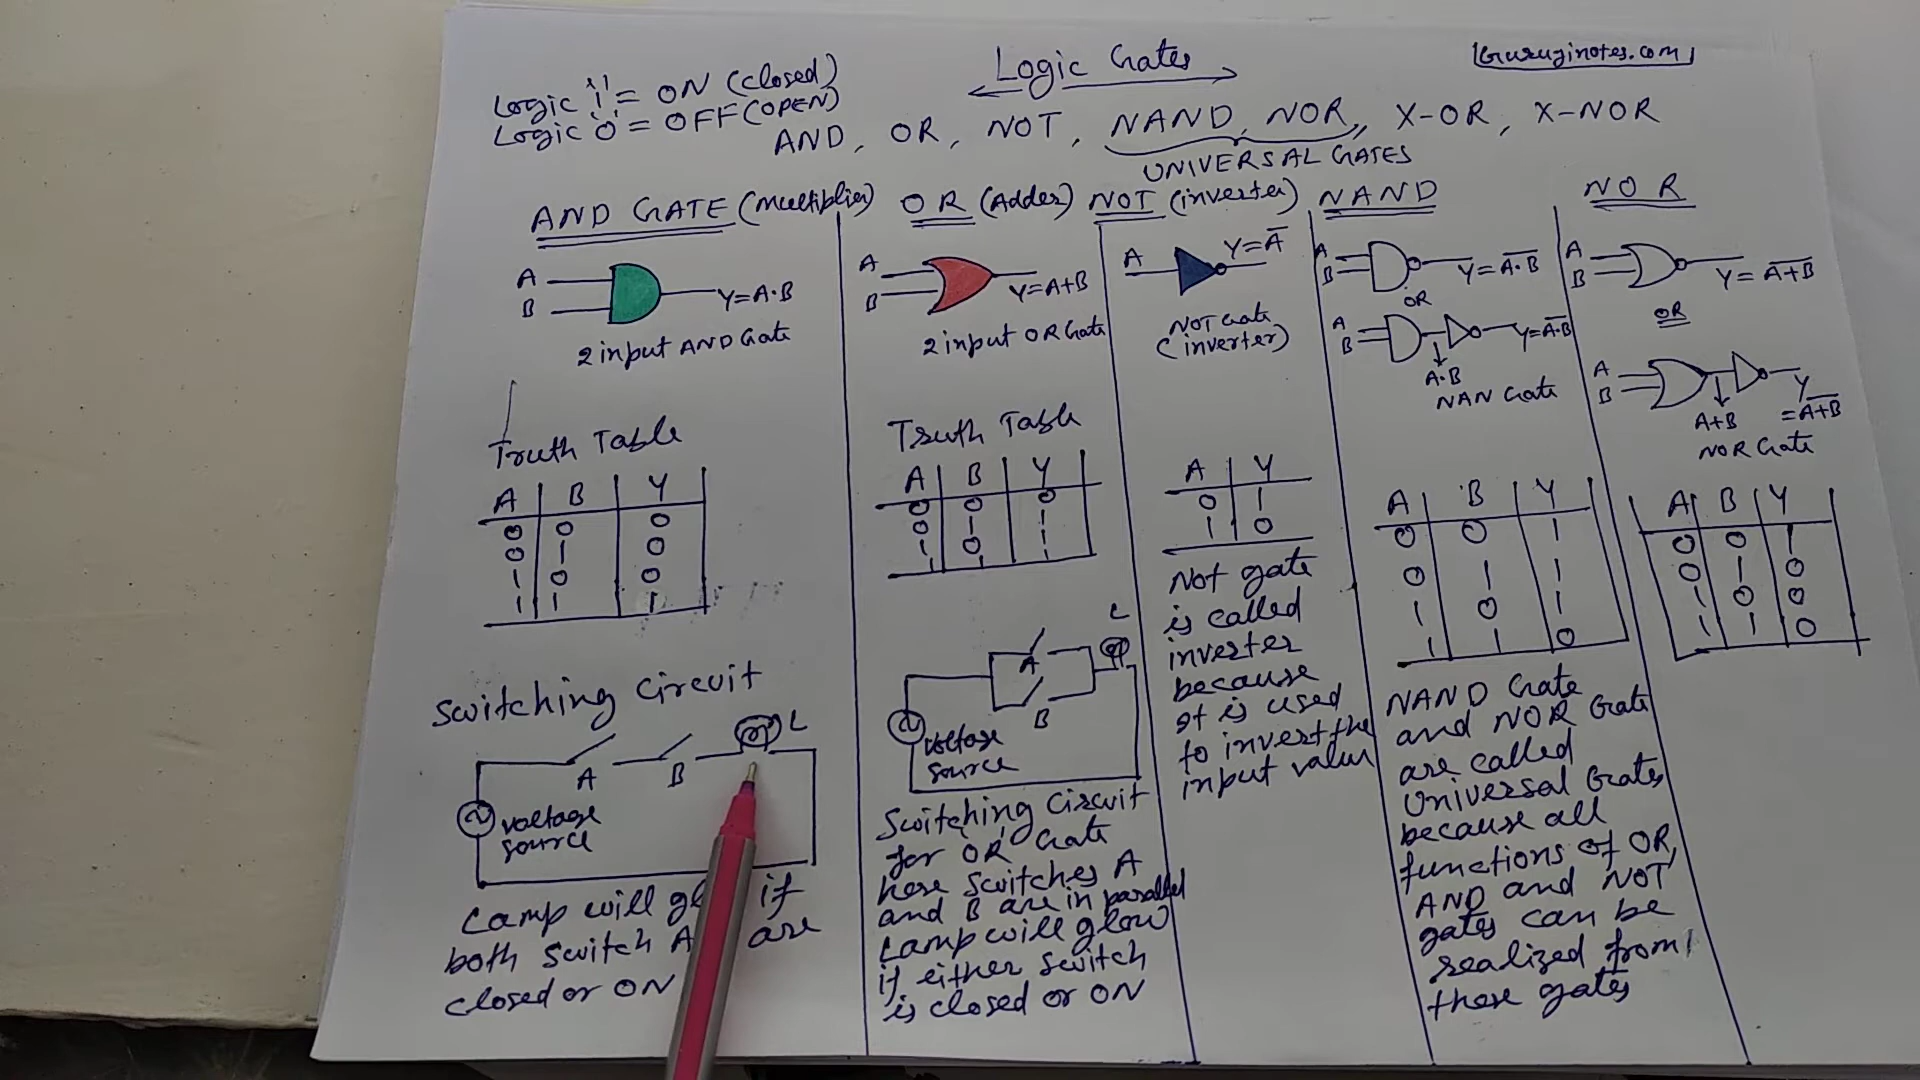 Logic '1' = ON (closed)
Logic '0' = OFF (OPEN)
Logic Gates
Guruginotes.com
AND, OR, NOT, NAND, NOR, X-OR, X-NOR
UNIVERSAL GATES
AND GATE (Multiplier)
A
B
Y=A·B
2 input AND Gate
Truth Table
A B Y
0 0 0
0 1 0
1 0 0
1 1 1
Switching Circuit
A B L
voltage
source
Lamp will gl if
both switch A are
closed or ON
OR (Adder)
A
B
Y=A+B
2 input OR Gate
Truth Table
A B Y
0 0 0
0 1 1
1 0 1
1 1
L
A
B
voltage
source
Switching Circuit
for 'OR' Gate
here switches A
and B are in parallel
Lamp will glow
if either switch
is closed or ON
NOT (inverter)
A
Y=A̅
NOT Gate
(inverter)
A Y
0 1
1 0
Not gate
is called
inverter
because
It is used
to invert the
input value
NAND
A
B
Y=A̅·̅B̅
OR
A
B
Y=A̅·̅B̅
A·B
NAN Gate
A B Y
0 0 1
0 1 1
1 0 1
1 1 0
NAND Gate
and NOR Gate
are called
Universal Gates
because all
functions of OR,
AND and NOT
gates can be
realized from
these gates
NOR
A
B
Y=A̅+̅B̅
OR
A
B
Y
=A̅+̅B̅
A+B
NOR Gate
A B Y
0 0 1
0 1 0
1 0 0
1 1 0